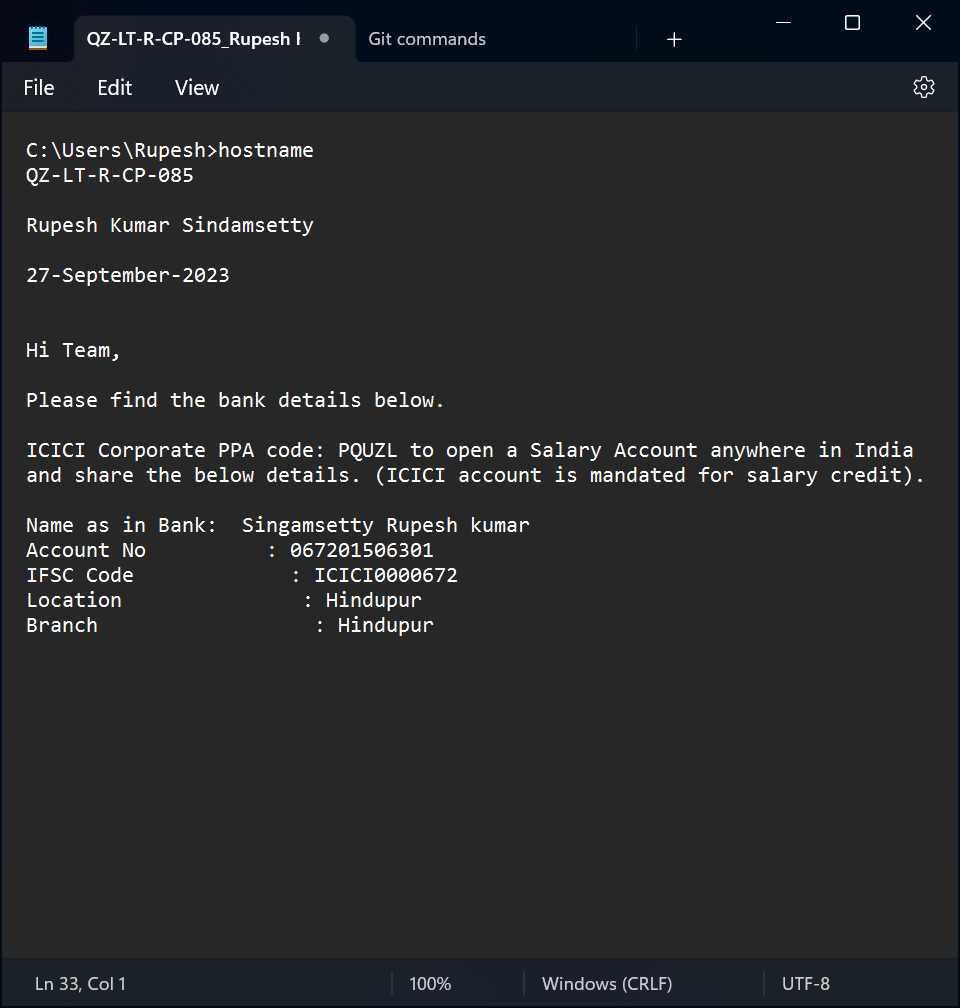 QZ-LT-R-CP-085_Rupesh
Git commands
File Edit View
C:\Users\Rupesh>hostname
QZ-LT-R-CP-085
Rupesh Kumar Sindamsetty
27-September-2023
Hi Team,
Please find the bank details below.
ICICI Corporate PPA code: PQUZL to open a Salary Account anywhere in India
and share the below details. (ICICI account is mandated for salary credit).
Name as in Bank:  Singamsetty Rupesh kumar
Account No          : 067201506301
IFSC Code             : ICICI0000672
Location               : Hindupur
Branch                  : Hindupur
Ln 33, Col 1
100%
Windows (CRLF)
UTF-8